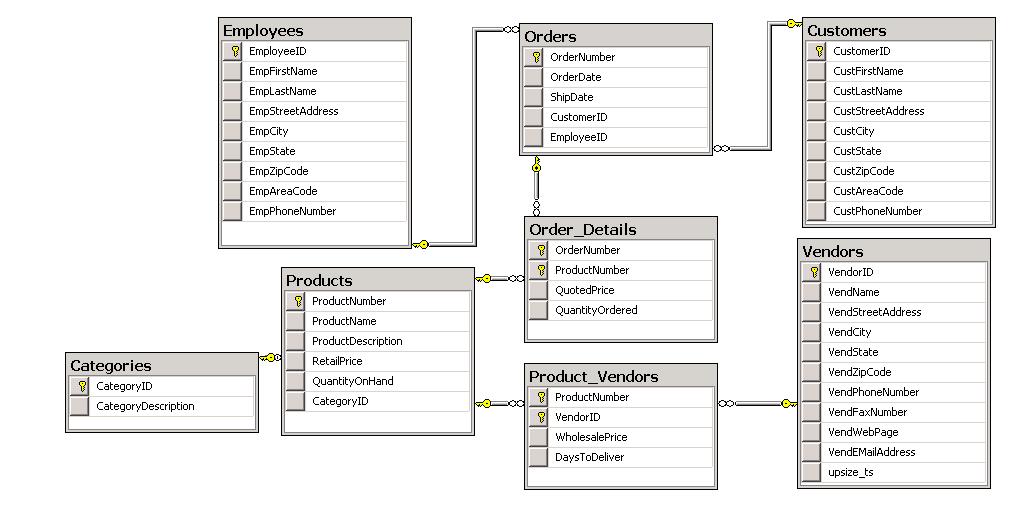 Employees
EmployeeID
EmpFirstName
EmpLastName
EmpStreetAddress
EmpCity
EmpState
EmpZipCode
EmpAreaCode
EmpPhoneNumber
Orders
OrderNumber
OrderDate
ShipDate
CustomerID
EmployeeID
Customers
CustomerID
CustFirstName
CustLastName
CustStreetAddress
CustCity
CustState
CustZipCode
CustAreaCode
CustPhoneNumber
Order_Details
OrderNumber
ProductNumber
QuotedPrice
QuantityOrdered
Vendors
VendorID
VendName
VendStreetAddress
VendCity
VendState
VendZipCode
VendPhoneNumber
VendFaxNumber
VendWebPage
VendEMailAddress
upsize_ts
Products
ProductNumber
ProductName
ProductDescription
RetailPrice
QuantityOnHand
CategoryID
Categories
CategoryID
CategoryDescription
Product_Vendors
ProductNumber
VendorID
WholesalePrice
DaysToDeliver